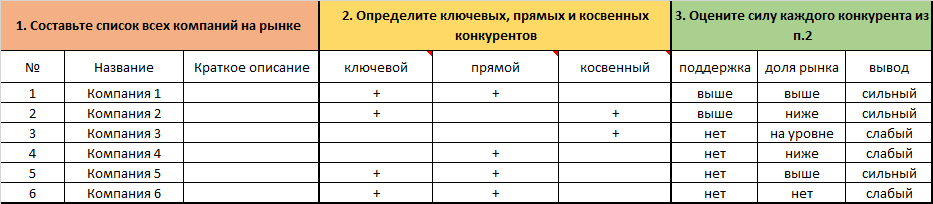 1. Составьте список всех компаний на рынке
2. Определите ключевых, прямых и косвенных
конкурентов
3. Оцените силу каждого конкурента из
п.2
№ Название Краткое описание ключевой прямой косвенный поддержка доля рынка вывод
1 Компания 1 + + выше выше сильный
2 Компания 2 + + выше ниже сильный
3 Компания 3 + нет на уровне слабый
4 Компания 4 + нет ниже слабый
5 Компания 5 + + нет выше сильный
6 Компания 6 + + нет нет слабый